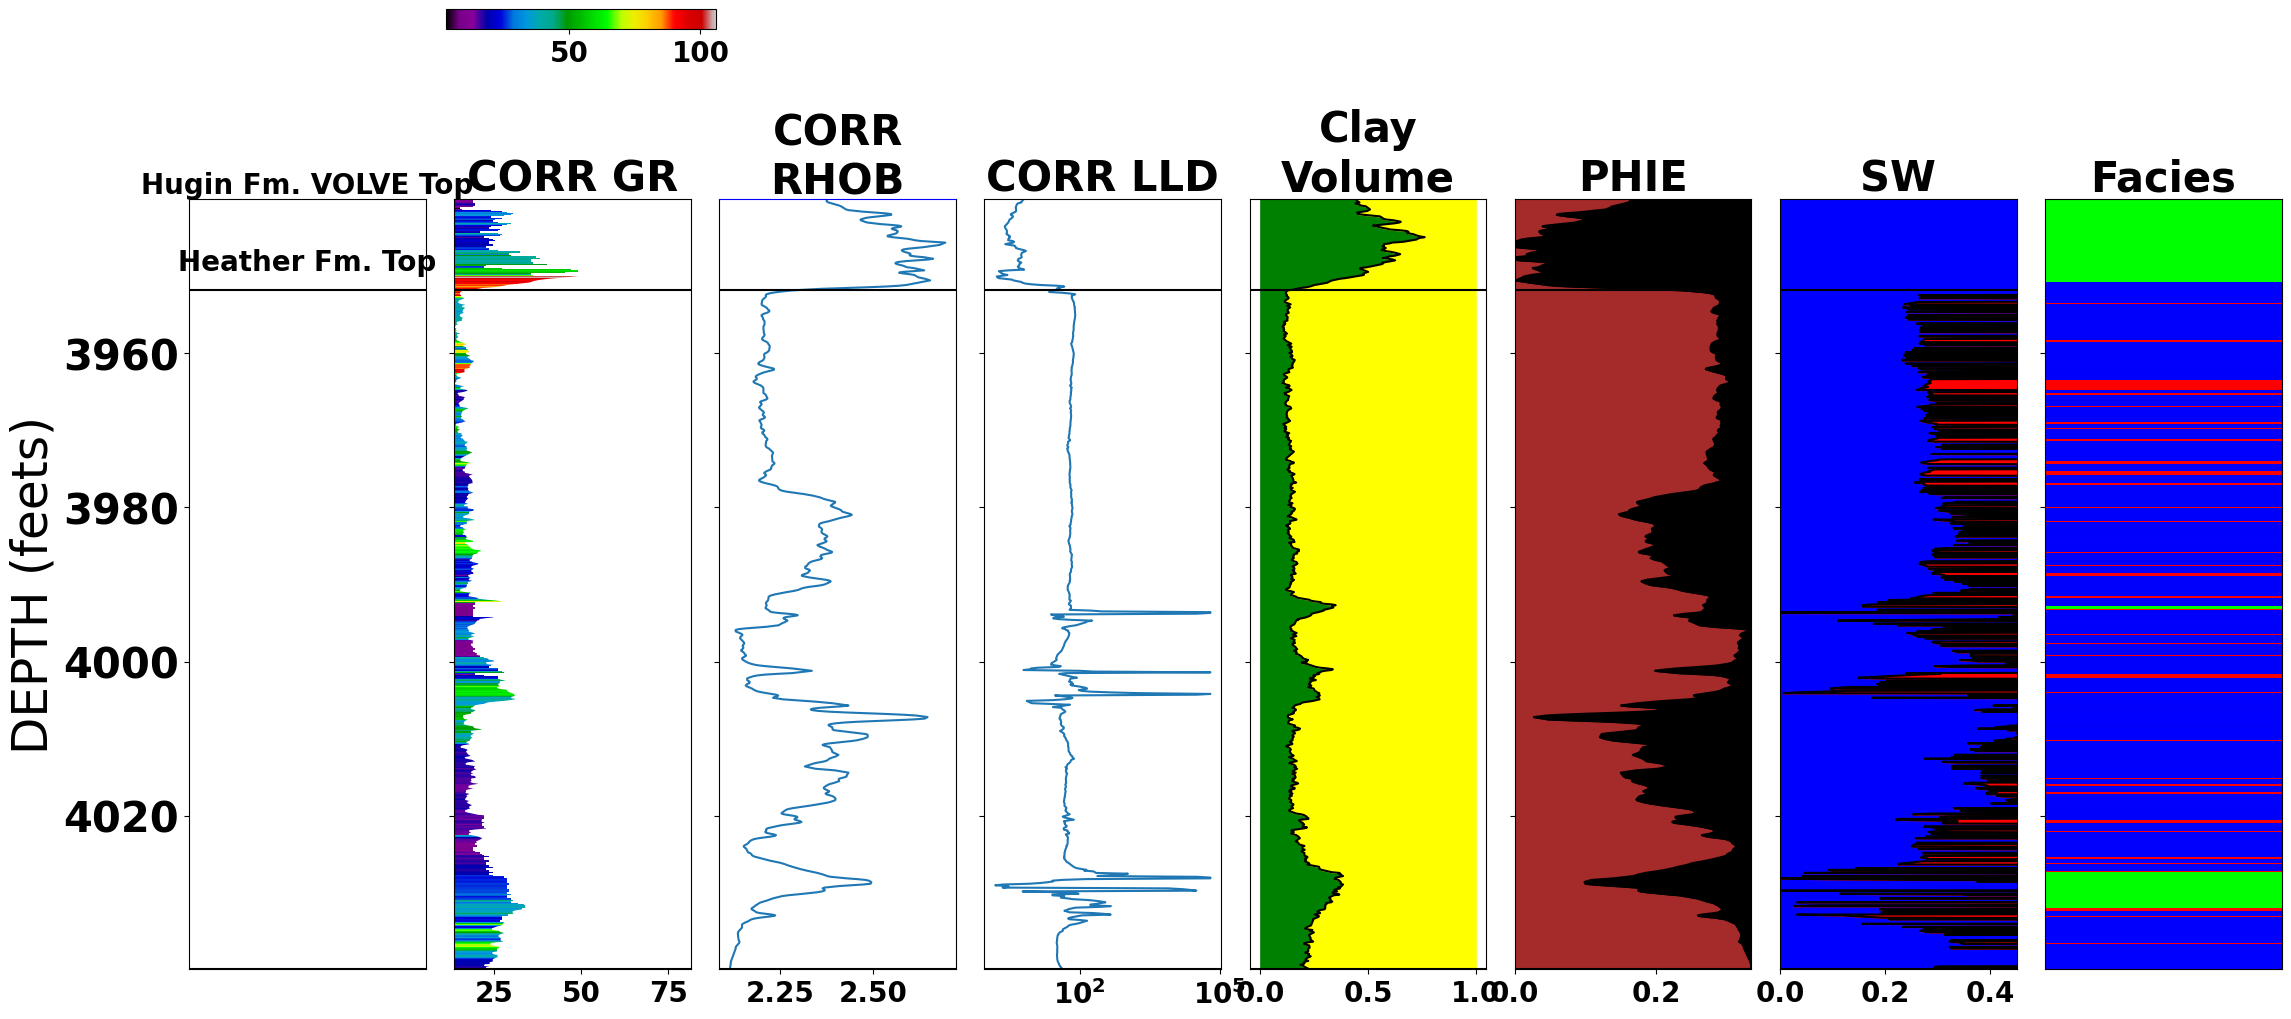 50 100
CORR
RHOB
Clay
Volume
Hugin Fm. VOLVE Top
CORR GR
CORR LLD
PHIE
SW
Facies
Heather Fm. Top
DEPTH (feets)
3960
3980
4000
4020
25 50 75
2.25 2.50
10² 10⁵
0.0 0.5 1.0
0.0 0.2
0.0 0.2 0.4